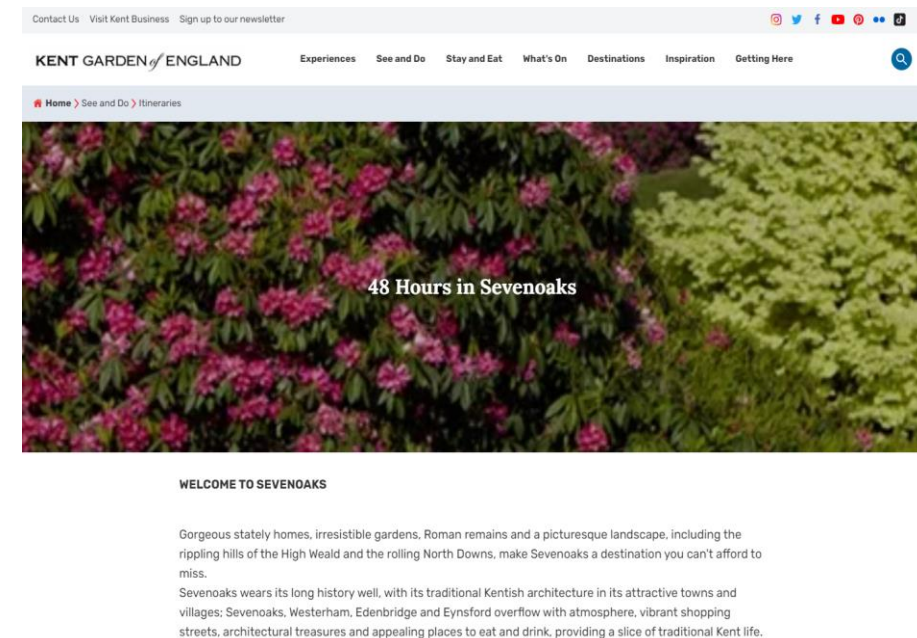 Contact Us Visit Kent Business Sign up to our newsletter
KENT GARDEN of ENGLAND Experiences See and Do Stay and Eat What's On Destinations Inspiration Getting Here
Home > See and Do > Itineraries
48 Hours in Sevenoaks
WELCOME TO SEVENOAKS
Gorgeous stately homes, irresistible gardens, Roman remains and a picturesque landscape, including the
rippling hills of the High Weald and the rolling North Downs, make Sevenoaks a destination you can't afford to
miss.
Sevenoaks wears its long history well, with its traditional Kentish architecture in its attractive towns and
villages; Sevenoaks, Westerham, Edenbridge and Eynsford overflow with atmosphere, vibrant shopping
streets, architectural treasures and appealing places to eat and drink, providing a slice of traditional Kent life.